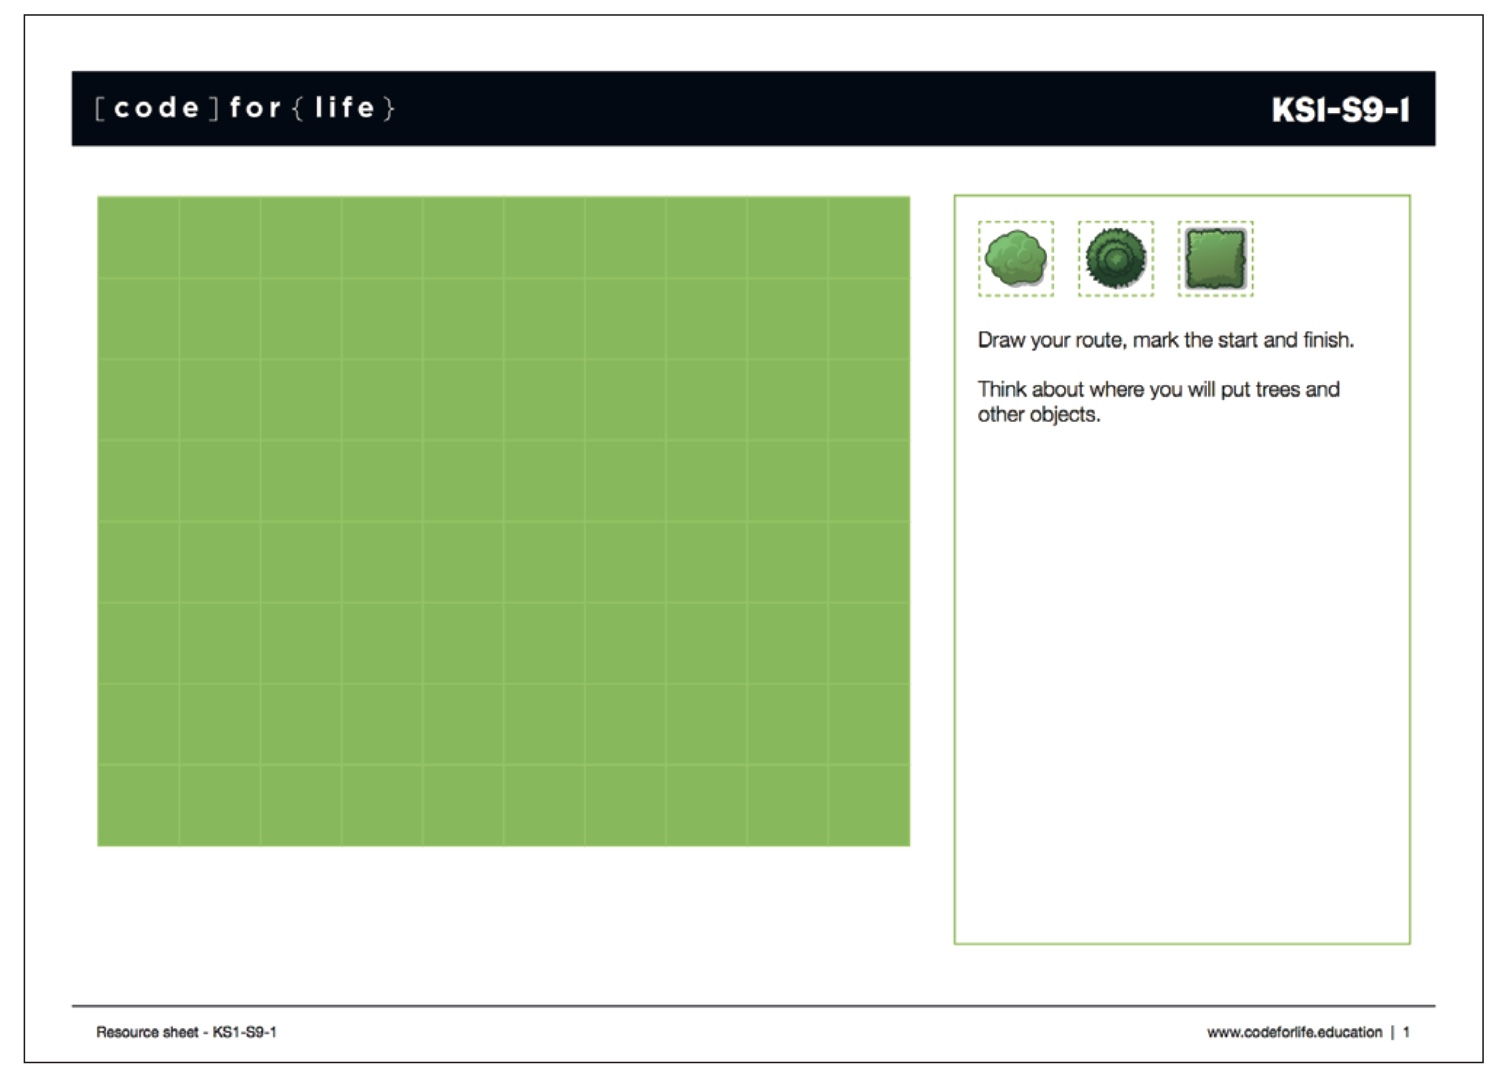 [code]for{life}
KS1-S9-1
Draw your route, mark the start and finish.
Think about where you will put trees and
other objects.
Resource sheet - KS1-S9-1
www.codeforlife.education | 1